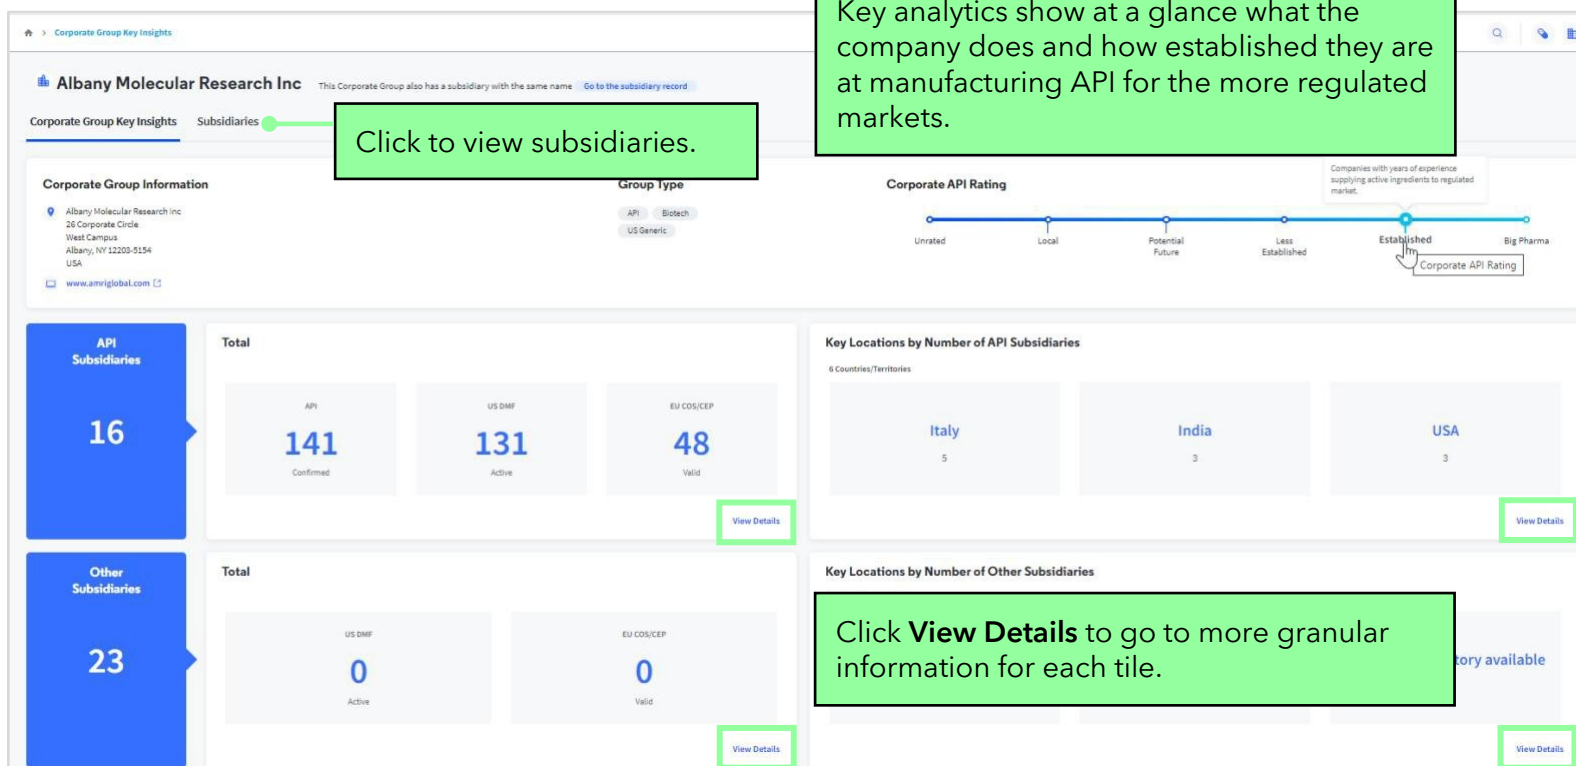 Key analytics show at a glance what the
company does and how established they are
at manufacturing API for the more regulated
markets.
> Corporate Group Key Insights
Albany Molecular Research Inc This Corporate Group also has a subsidiary with the same name Go to the subsidiary record
Corporate Group Key Insights Subsidiaries
Click to view subsidiaries.
Corporate Group Information
Albany Molecular Research Inc
26 Corporate Circle
West Campus
Albany, NY 12203-5154
USA
www.amriglobal.com
Group Type
API Biotech
US Generic
Corporate API Rating
Companies with years of experience
supplying active ingredients to regulated
market.
Unrated
Local
Potential
Future
Less
Established
Established
Big Pharma
Corporate API Rating
API
Subsidiaries
16
Total
API
141
Confirmed
US DMF
131
Active
EU COS/CEP
48
Valid
View Details
Key Locations by Number of API Subsidiaries
6 Countries/Territories
Italy
5
India
3
USA
3
View Details
Other
Subsidiaries
23
Total
US DMF
0
Active
EU COS/CEP
0
Valid
View Details
Key Locations by Number of Other Subsidiaries
Click View Details to go to more granular
information for each tile.
tory available
View Details